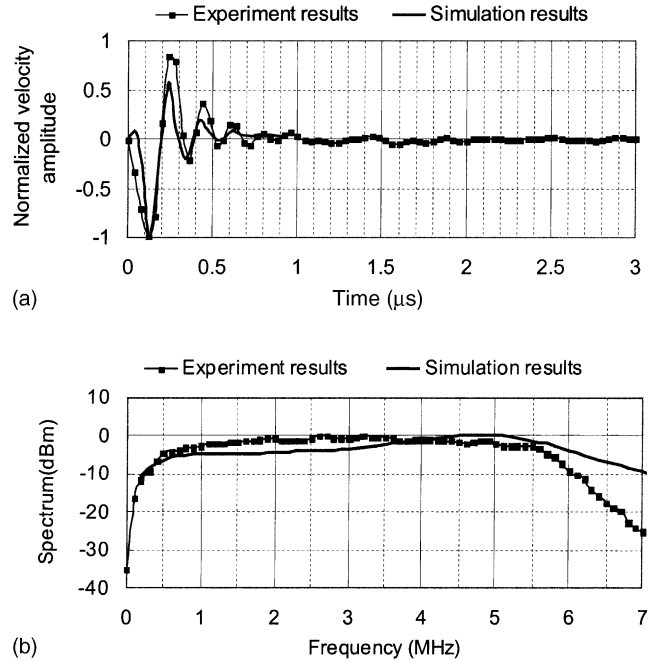 Experiment results Simulation results
Normalized velocity
amplitude
1
0.5
0
-0.5
-1
0 0.5 1 1.5 2 2.5 3
(a) Time (μs)
Experiment results Simulation results
Spectrum(dBm)
10
0
-10
-20
-30
-40
0 1 2 3 4 5 6 7
(b) Frequency (MHz)